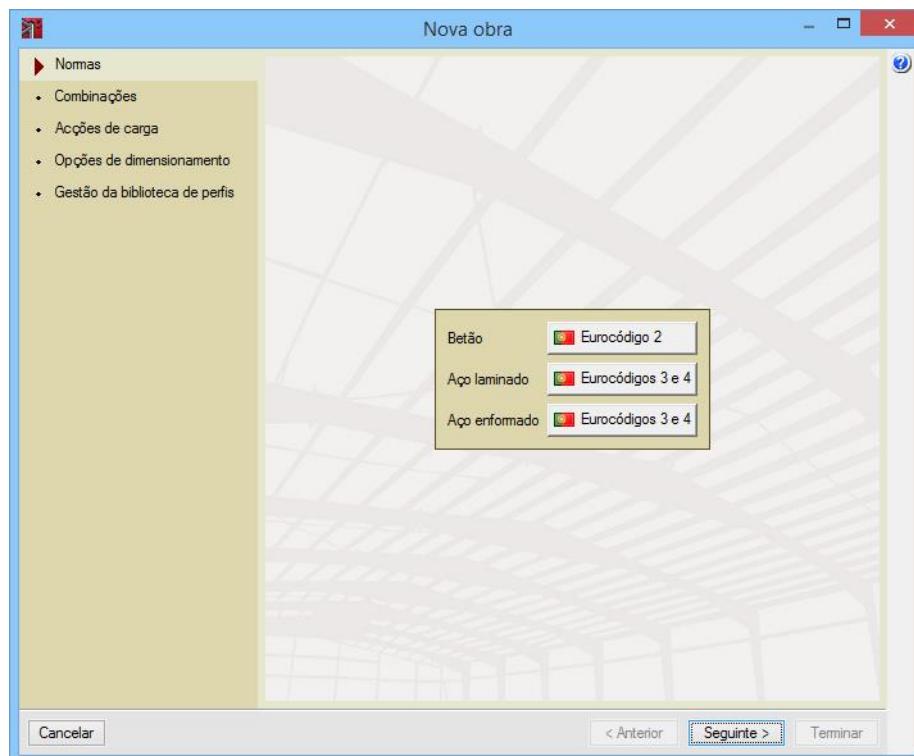 Nova obra
Normas
Combinações
Acções de carga
Opções de dimensionamento
Gestão da biblioteca de perfis
Betão Eurocódigo 2
Aço laminado Eurocódigos 3 e 4
Aço enformado Eurocódigos 3 e 4
Cancelar < Anterior Seguinte > Terminar